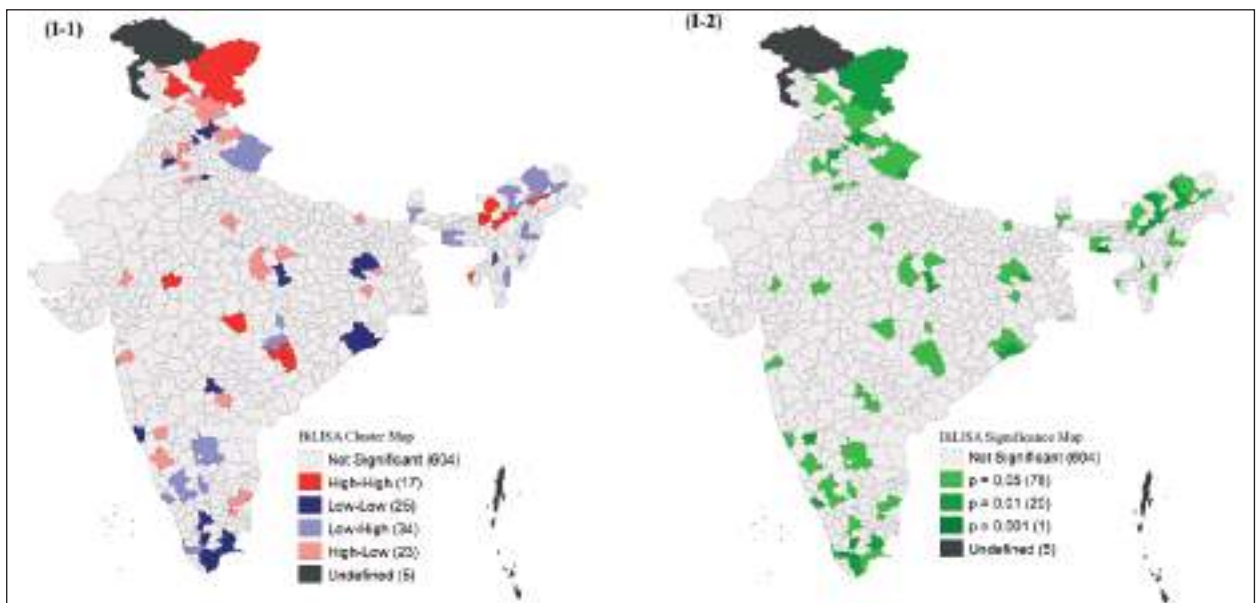 (I-1)
BiLISA Cluster Map
Not Significant (604)
High-High (17)
Low-Low (25)
Low-High (34)
High-Low (23)
Undefined (5)
(I-2)
BiLISA Significance Map
Not Significant (604)
p = 0.05 (78)
p = 0.01 (20)
p = 0.001 (1)
Undefined (5)